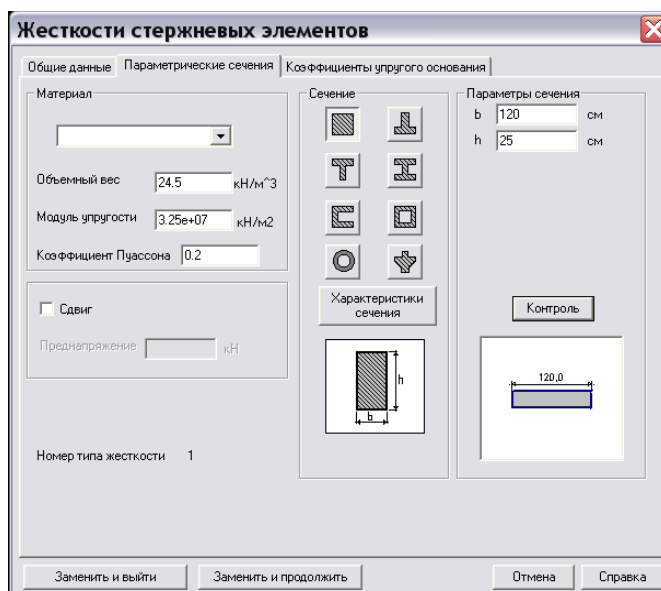 Жесткости стержневых элементов
Общие данные Параметрические сечения Коэффициенты упругого основания
Материал
Объемный вес 24.5 кН/м^3
Модуль упругости 3.25e+07 кН/м2
Коэффициент Пуассона 0.2
Сдвиг
Преднапряжение кН
Номер типа жесткости 1
Сечение
Характеристики
сечения
h
b
Параметры сечения
b 120 см
h 25 см
Контроль
120,0
Заменить и выйти Заменить и продолжить Отмена Справка